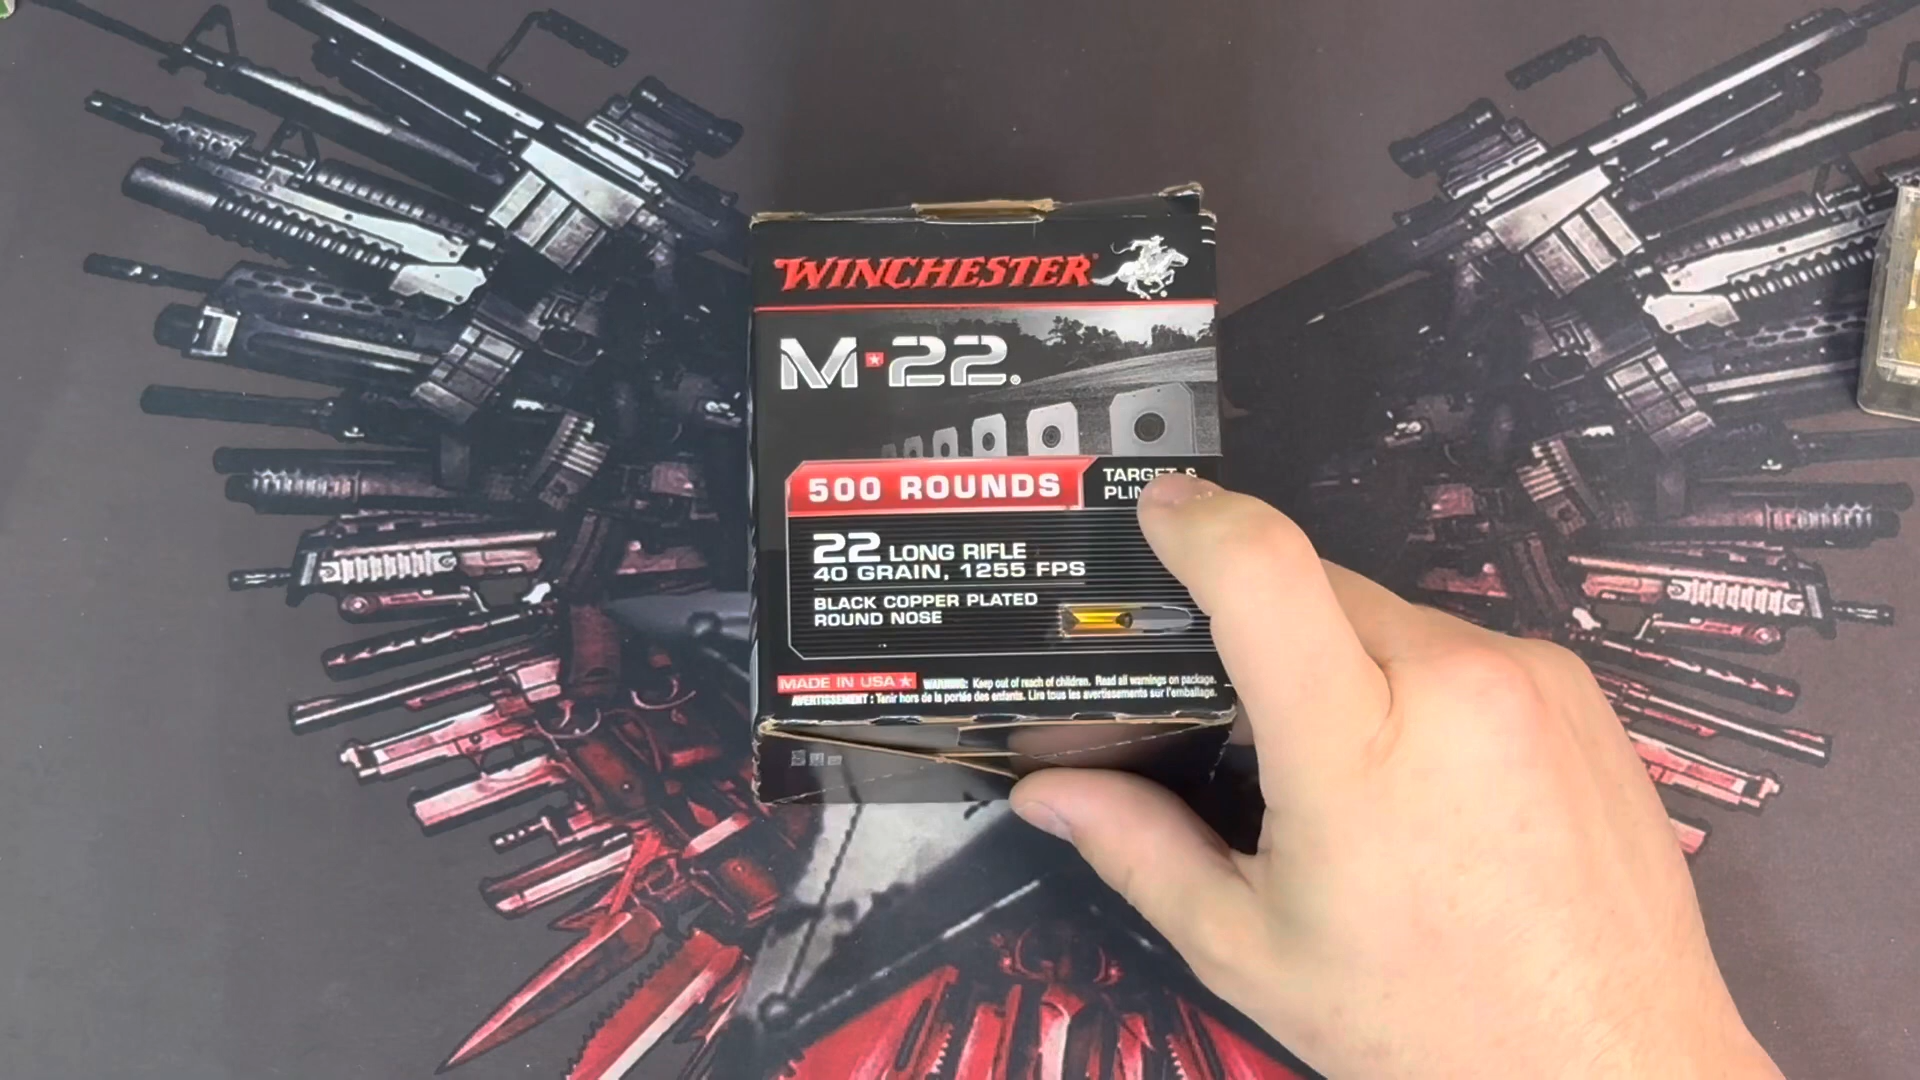 WINCHESTER
M★22
500 ROUNDS
TARGET &
22 LONG RIFLE
40 GRAIN, 1255 FPS
BLACK COPPER PLATED
ROUND NOSE
MADE IN USA ★
WARNING: Keep out of reach of children. Read all warnings on package.
AVERTISSEMENT : Tenir hors de la portée des enfants. Lire tous les avertissements sur l'emballage.